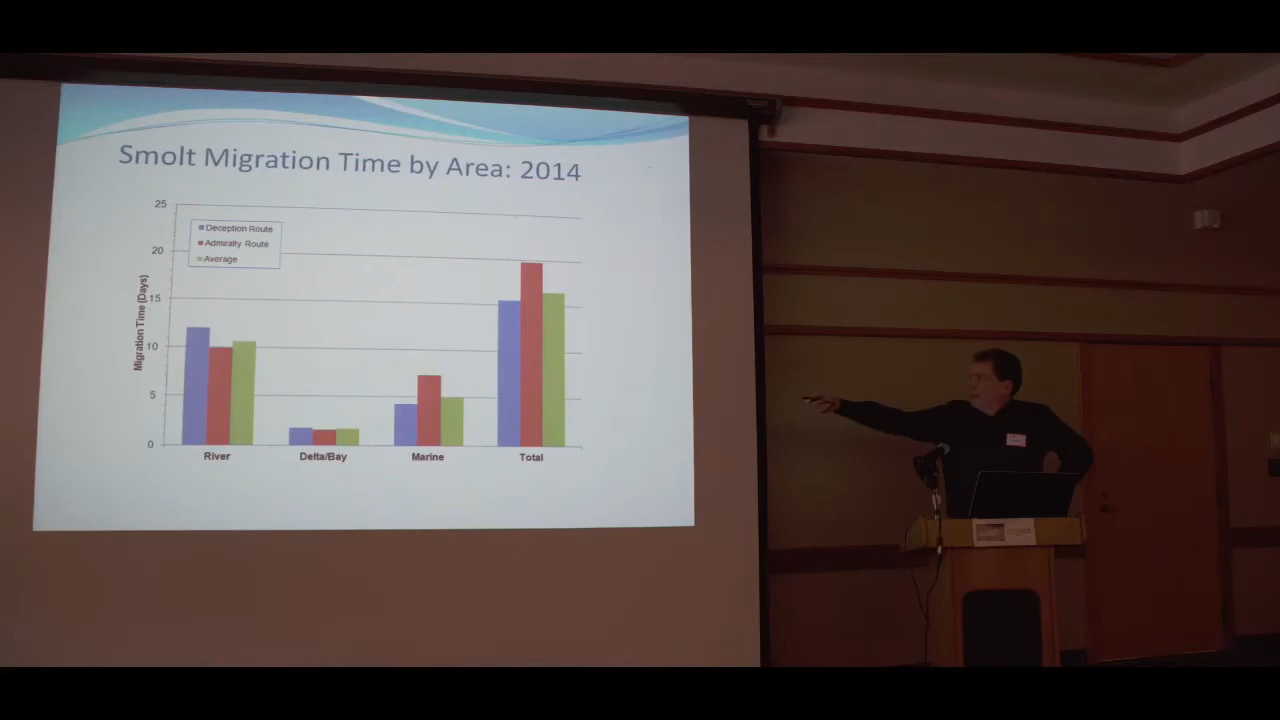 Smolt Migration Time by Area: 2014
25
20
15
10
5
0
Migration Time (Days)
Deception Route
Admiralty Route
Average
River
Delta/Bay
Marine
Total